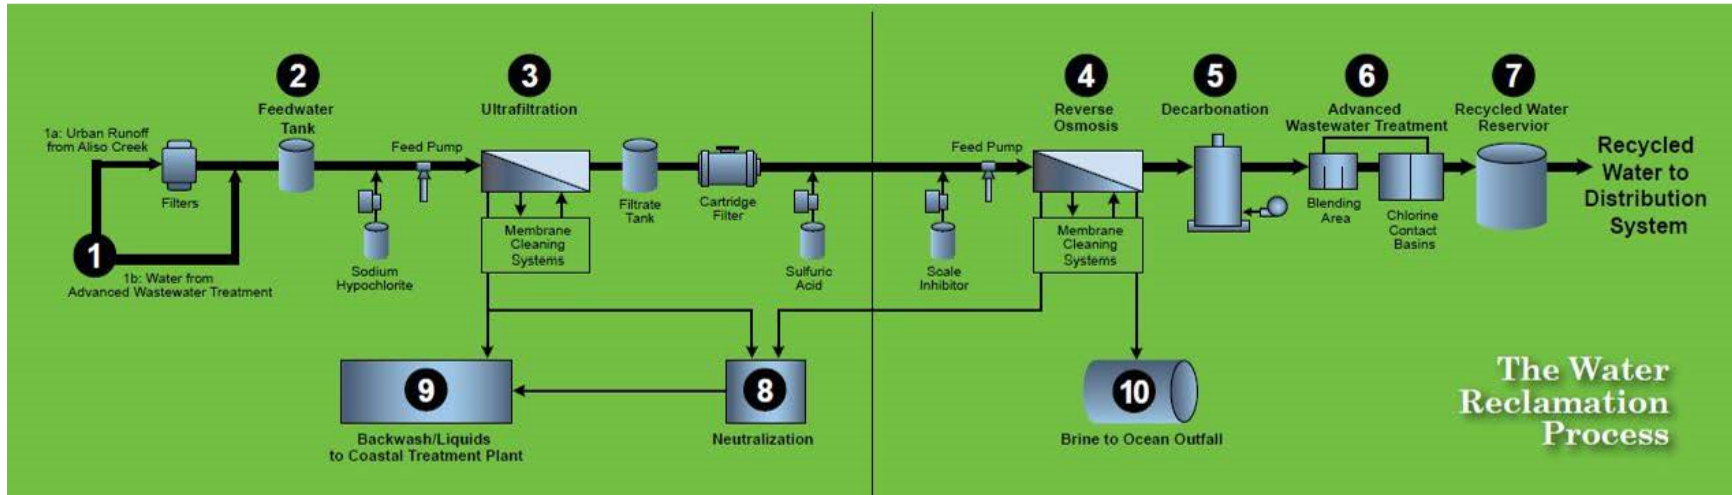 1
1a: Urban Runoff
from Aliso Creek
Filters
1b: Water from
Advanced Wastewater Treatment
2
Feedwater
Tank
Sodium
Hypochlorite
Feed Pump
3
Ultrafiltration
Membrane
Cleaning
Systems
Filtrate
Tank
Cartridge
Filter
Sulfuric
Acid
Scale
Inhibitor
Feed Pump
4
Reverse
Osmosis
Membrane
Cleaning
Systems
5
Decarbonation
6
Advanced
Wastewater Treatment
Blending
Area
Chlorine
Contact
Basins
7
Recycled Water
Reservior
Recycled
Water to
Distribution
System
9
Backwash/Liquids
to Coastal Treatment Plant
8
Neutralization
10
Brine to Ocean Outfall
The Water
Reclamation
Process